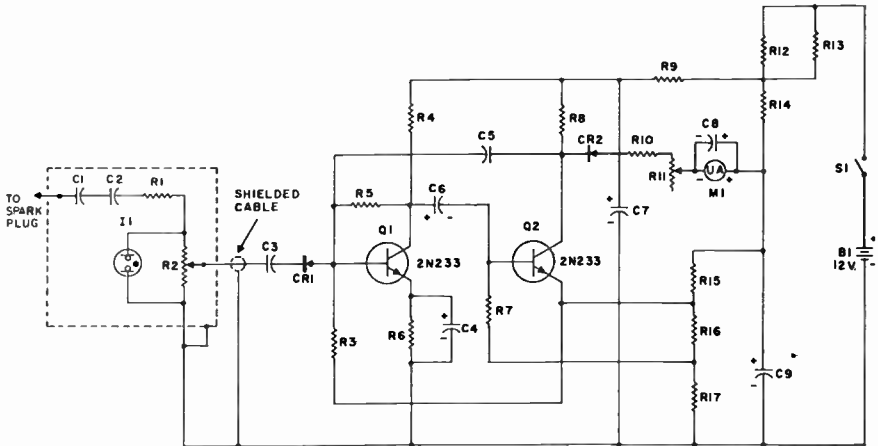 R12
R13
R9
R4
R8
R14
C5
CR2
R10
C8
- +
R11
UA
- +
M1
S1
C1
C2
R1
TO
SPARK
PLUG
SHIELDED
CABLE
R5
C6
+ -
+
C7
-
I1
Q1
Q2
R2
C3
CR1
2N233
2N233
B1
12V.
+
-
R15
R3
R6
+
C4
-
R7
R16
R17
+
C9
-